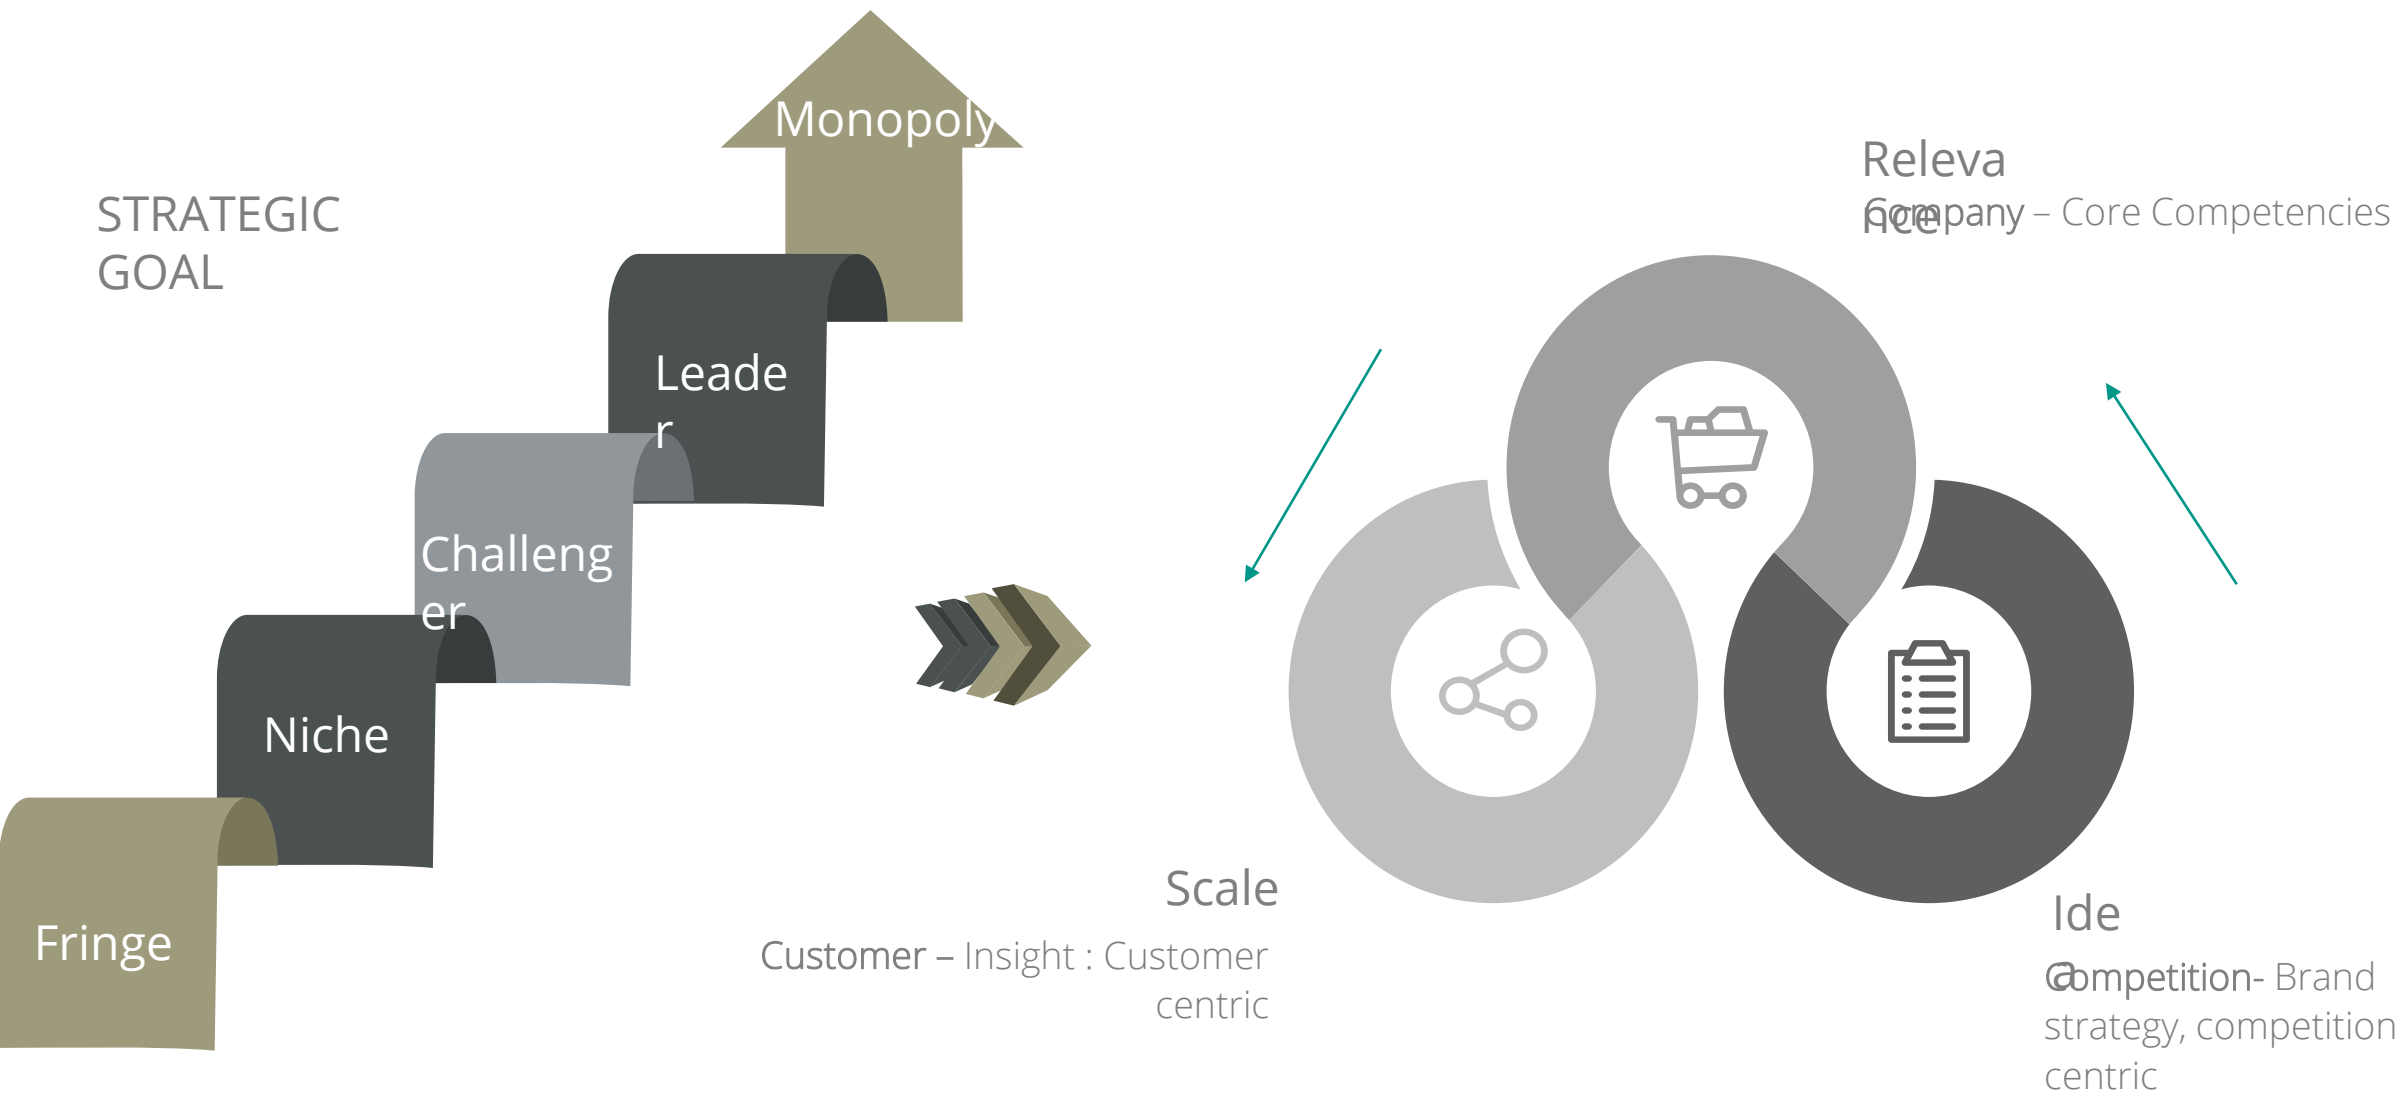 Monopoly
STRATEGIC
GOAL
Leade
r
Challeng
er
Niche
Fringe
Releva
nce
Company – Core Competencies
Scale
Customer – Insight : Customer
centric
Ide
a
Competition- Brand
strategy, competition
centric